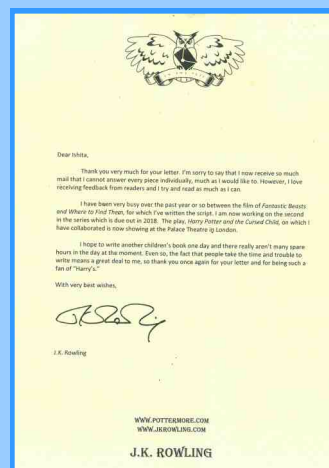 Dear Ishita,
Thank you very much for your letter. I'm sorry to say that I now receive so much
mail that I cannot answer every piece individually, much as I would like to. However, I love
receiving feedback from readers and I try and read as much as I can.
I have been very busy over the past year or so between the film of Fantastic Beasts
and Where to Find Them, for which I've written the script. I am now working on the second
in the series which is due out in 2018. The play, Harry Potter and the Cursed Child, on which I
have collaborated is now showing at the Palace Theatre in London.
I hope to write another children's book one day and there really aren't many spare
hours in the day at the moment. Even so, the fact that people take the time and trouble to
write means a great deal to me, so thank you once again for your letter and for being such a
fan of "Harry's."
With very best wishes,
J.K. Rowling
WWW.POTTERMORE.COM
WWW.JKROWLING.COM
J.K. ROWLING